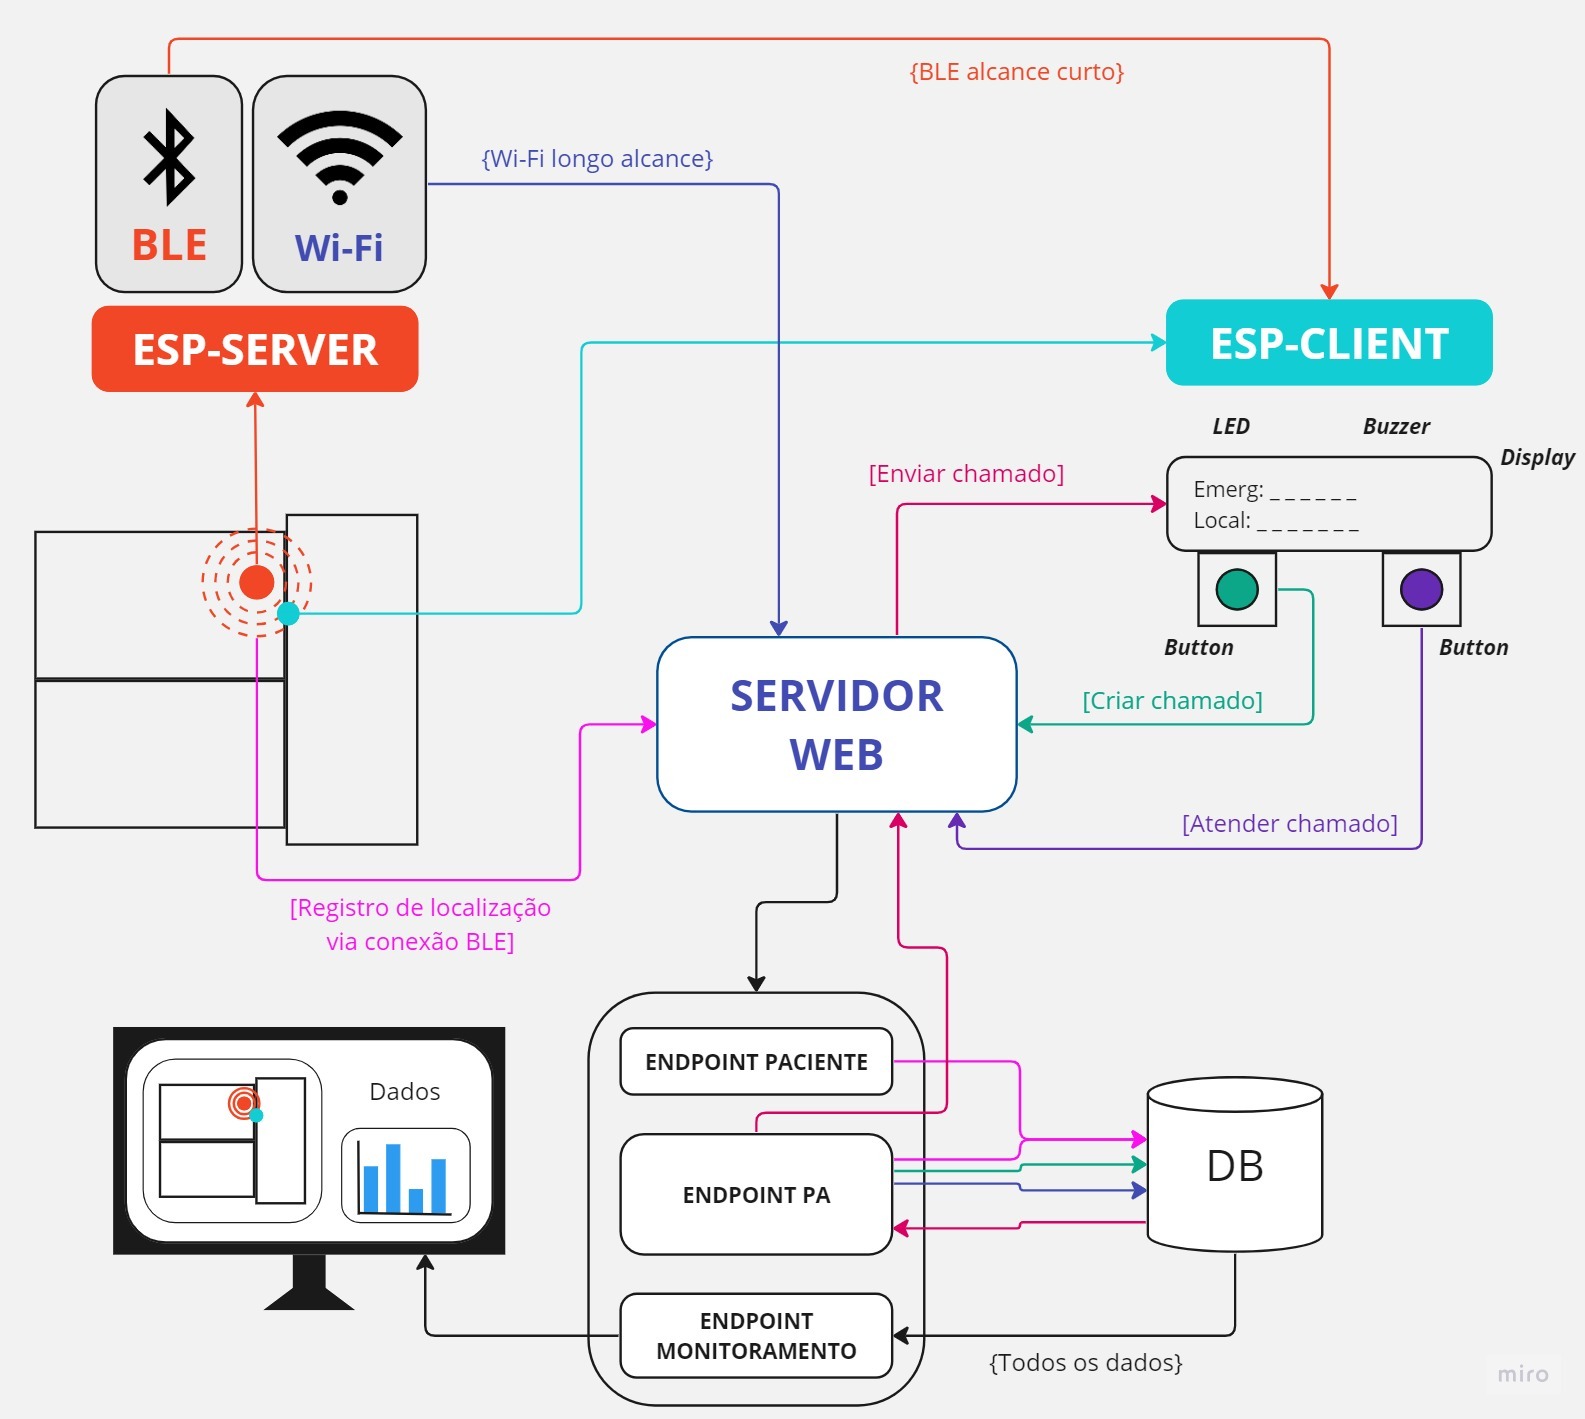 {BLE alcance curto}
{Wi-Fi longo alcance}
BLE
Wi-Fi
ESP-SERVER
ESP-CLIENT
LED
Buzzer
Display
[Enviar chamado]
Emerg: _ _ _ _ _ _
Local: _ _ _ _ _ _ _
Button
Button
SERVIDOR
WEB
[Criar chamado]
[Atender chamado]
[Registro de localização
via conexão BLE]
Dados
ENDPOINT PACIENTE
ENDPOINT PA
ENDPOINT
MONITORAMENTO
DB
{Todos os dados}
miro